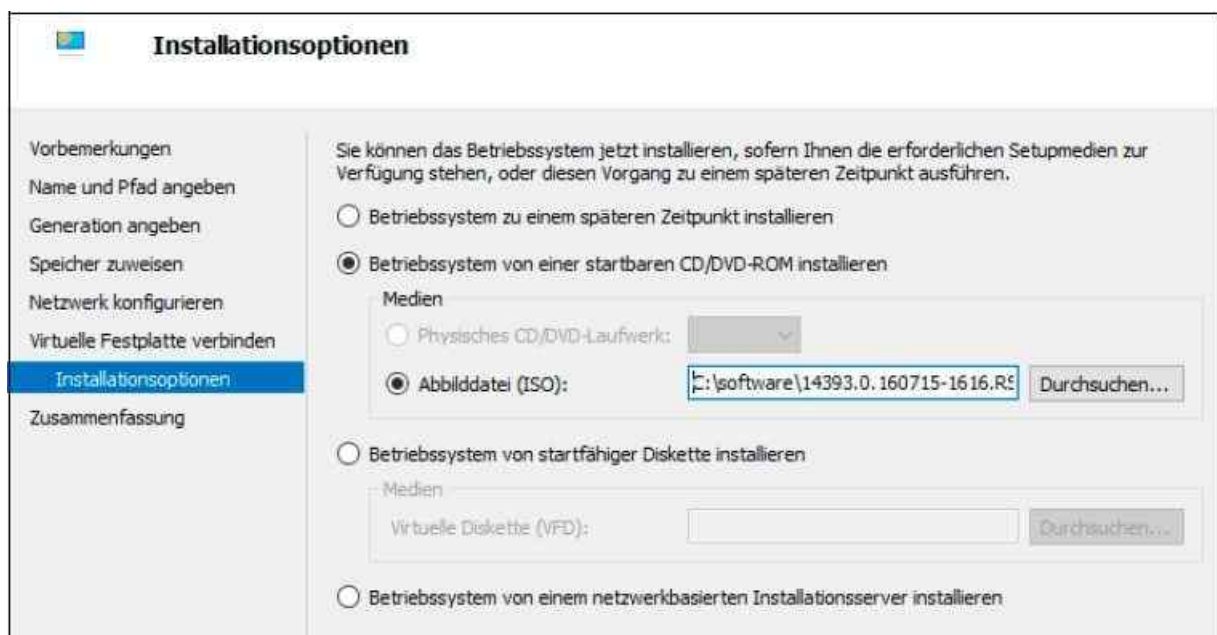 Installationsoptionen
Vorbemerkungen
Name und Pfad angeben
Generation angeben
Speicher zuweisen
Netzwerk konfigurieren
Virtuelle Festplatte verbinden
Installationsoptionen
Zusammenfassung
Sie können das Betriebssystem jetzt installieren, sofern Ihnen die erforderlichen Setupmedien zur
Verfügung stehen, oder diesen Vorgang zu einem späteren Zeitpunkt ausführen.
Betriebssystem zu einem späteren Zeitpunkt installieren
Betriebssystem von einer startbaren CD/DVD-ROM installieren
Medien
Physisches CD/DVD-Laufwerk:
Abbilddatei (ISO): C:\software\14393.0.160715-1616.RS Durchsuchen...
Betriebssystem von startfähiger Diskette installieren
Medien
Virtuelle Diskette (VFD): Durchsuchen...
Betriebssystem von einem netzwerkbasierten Installationsserver installieren